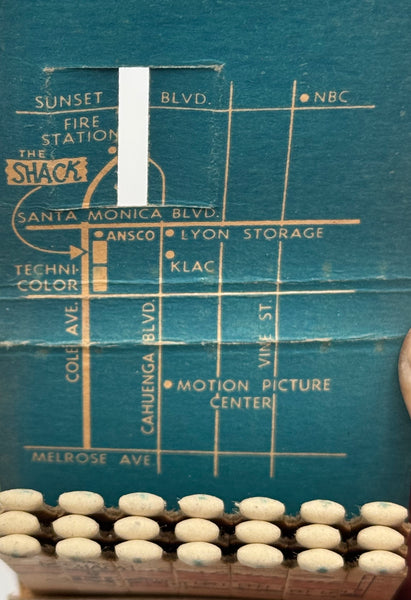 SUNSET BLVD.
NBC
FIRE
STATION
THE
SHACK
SANTA MONICA BLVD.
ANSCO
LYON STORAGE
KLAC
TECHNI-
COLOR
COLE AVE.
CAHUENGA BLVD.
VINE ST.
MOTION PICTURE
CENTER
MELROSE AVE